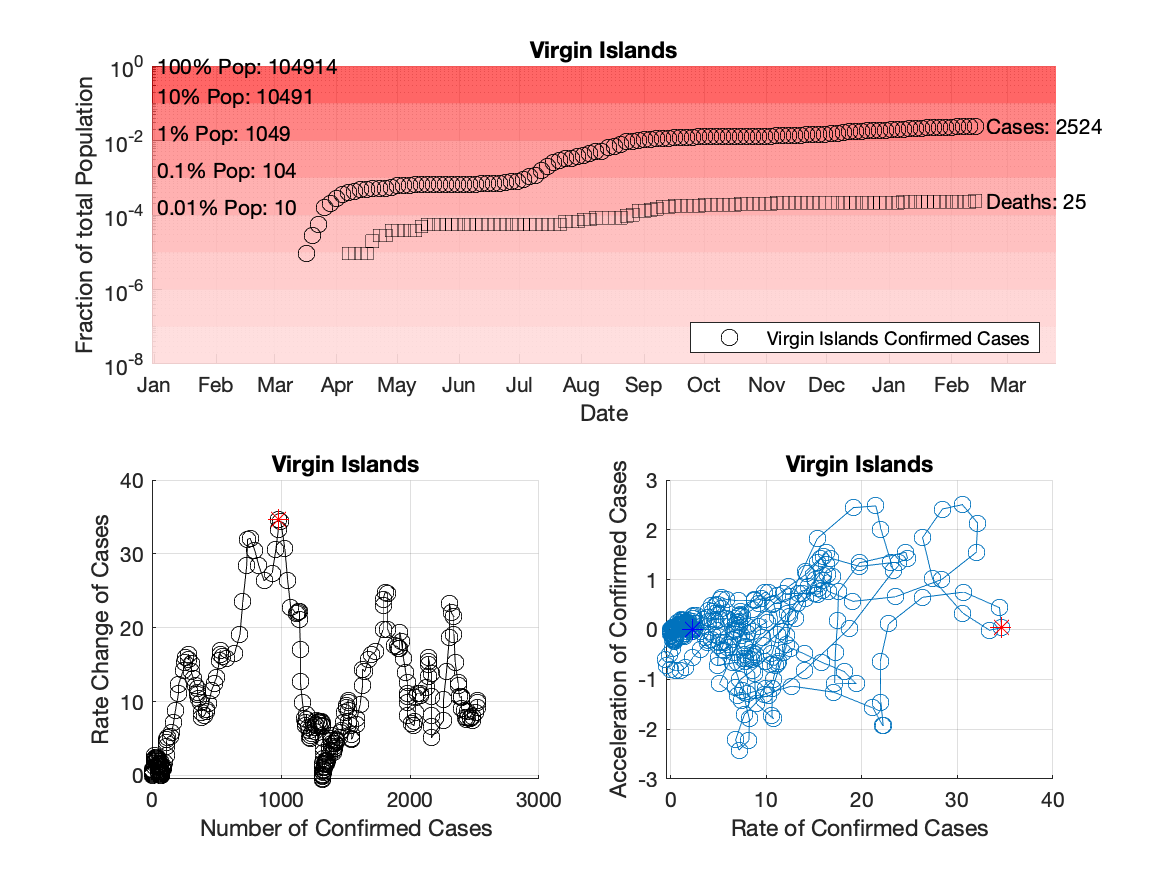 Virgin Islands
10^0
10^-2
10^-4
10^-6
10^-8
Fraction of total Population
100% Pop: 104914
10% Pop: 10491
1% Pop: 1049
0.1% Pop: 104
0.01% Pop: 10
Cases: 2524
Deaths: 25
Virgin Islands Confirmed Cases
Jan Feb Mar Apr May Jun Jul Aug Sep Oct Nov Dec Jan Feb Mar
Date
Virgin Islands
40
30
20
10
0
Rate Change of Cases
0 1000 2000 3000
Number of Confirmed Cases
Virgin Islands
3
2
1
0
-1
-2
-3
Acceleration of Confirmed Cases
0 10 20 30 40
Rate of Confirmed Cases